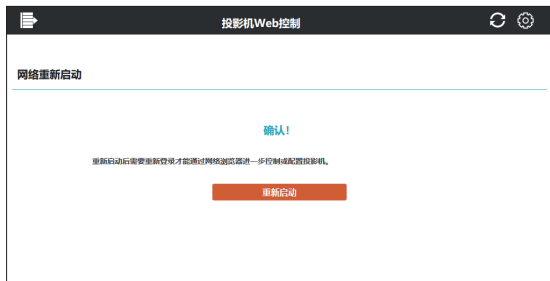 投影机Web控制
网络重新启动
确认！
重新启动后需要重新登录才能通过网络浏览器进一步控制或配置投影机。
重新启动